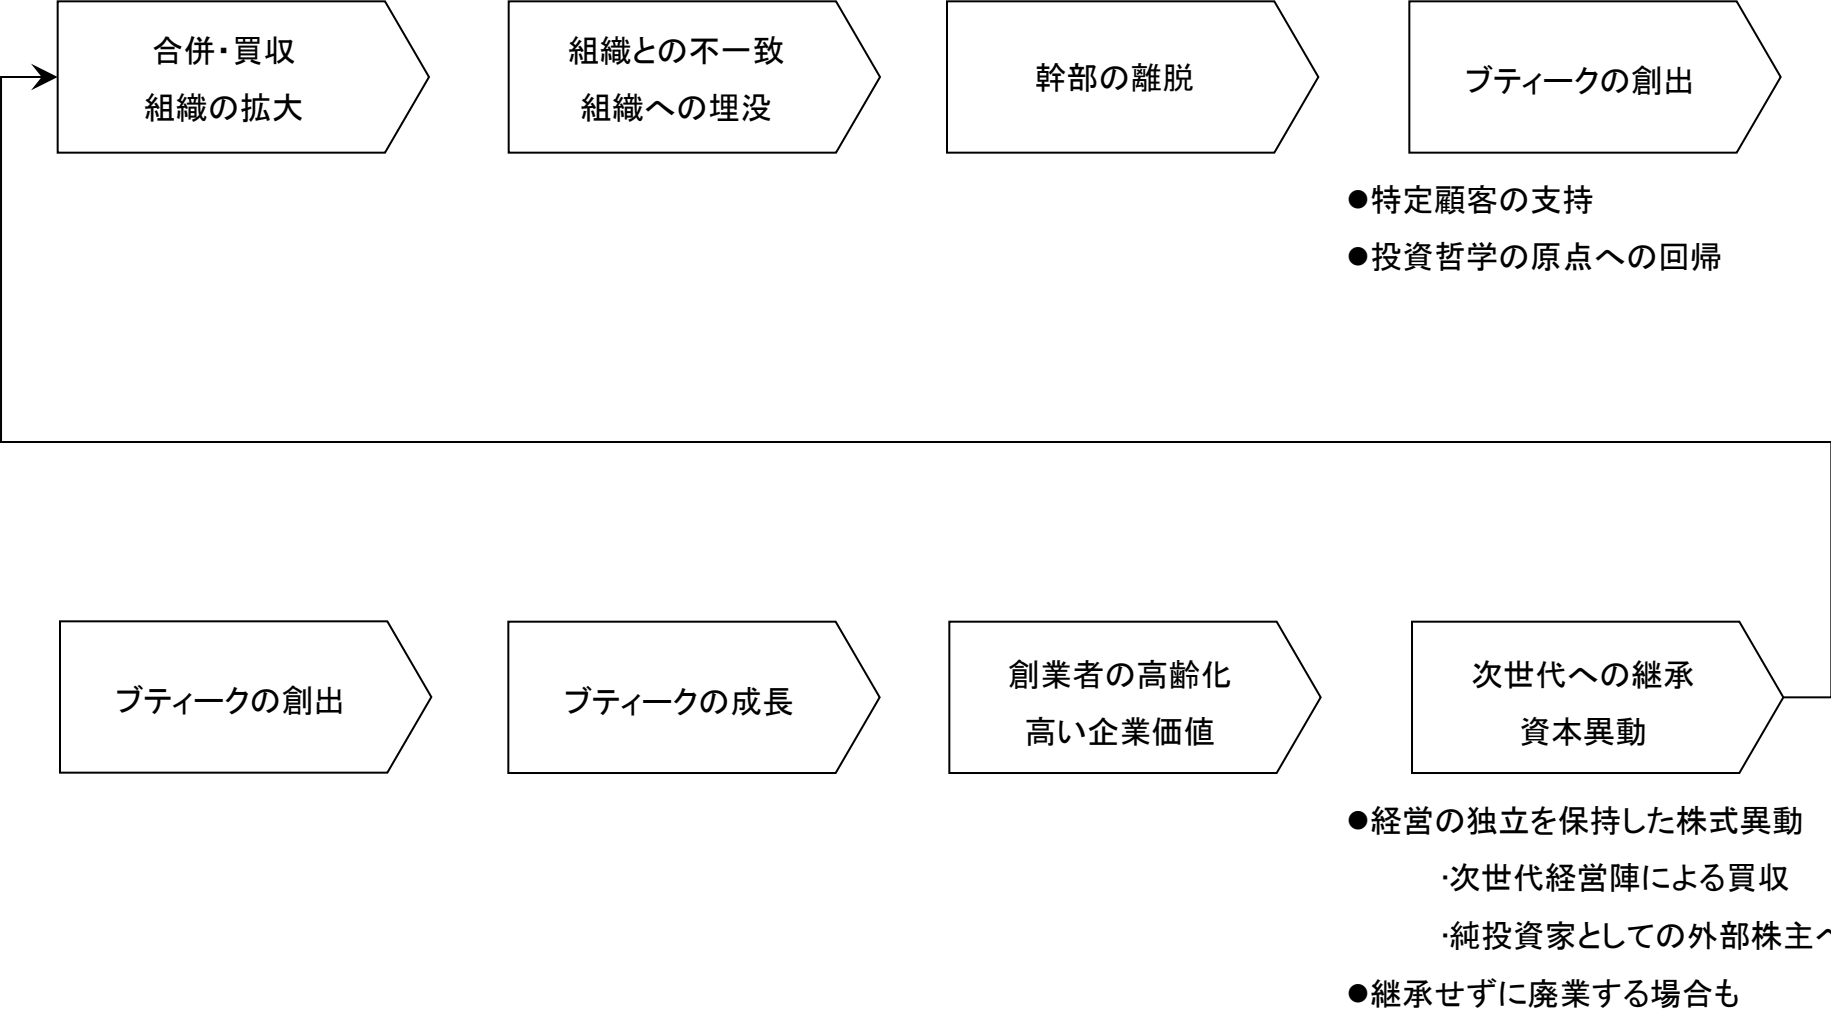 合併・買収
組織の拡大
組織との不一致
組織への埋没
幹部の離脱
ブティークの創出
●特定顧客の支持
●投資哲学の原点への回帰
ブティークの創出
ブティークの成長
創業者の高齢化
高い企業価値
次世代への継承
資本異動
●経営の独立を保持した株式異動
・次世代経営陣による買収
・純投資家としての外部株主へ
●継承せずに廃業する場合も